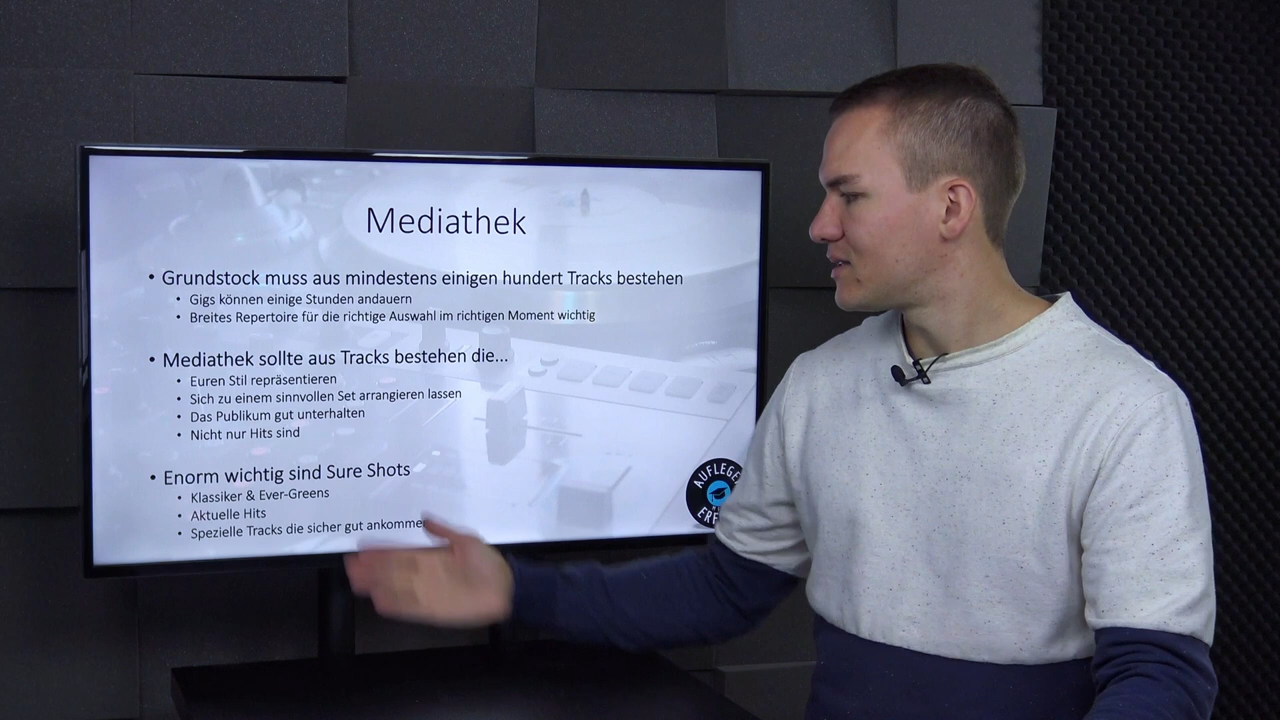 Mediathek
• Grundstock muss aus mindestens einigen hundert Tracks bestehen
• Gigs können einige Stunden andauern
• Breites Repertoire für die richtige Auswahl im richtigen Moment wichtig
• Mediathek sollte aus Tracks bestehen die...
• Euren Stil repräsentieren
• Sich zu einem sinnvollen Set arrangieren lassen
• Das Publikum gut unterhalten
• Nicht nur Hits sind
• Enorm wichtig sind Sure Shots
• Klassiker & Ever-Greens
• Aktuelle Hits
• Spezielle Tracks die sicher gut ankommen
AUFLEGE
ERF